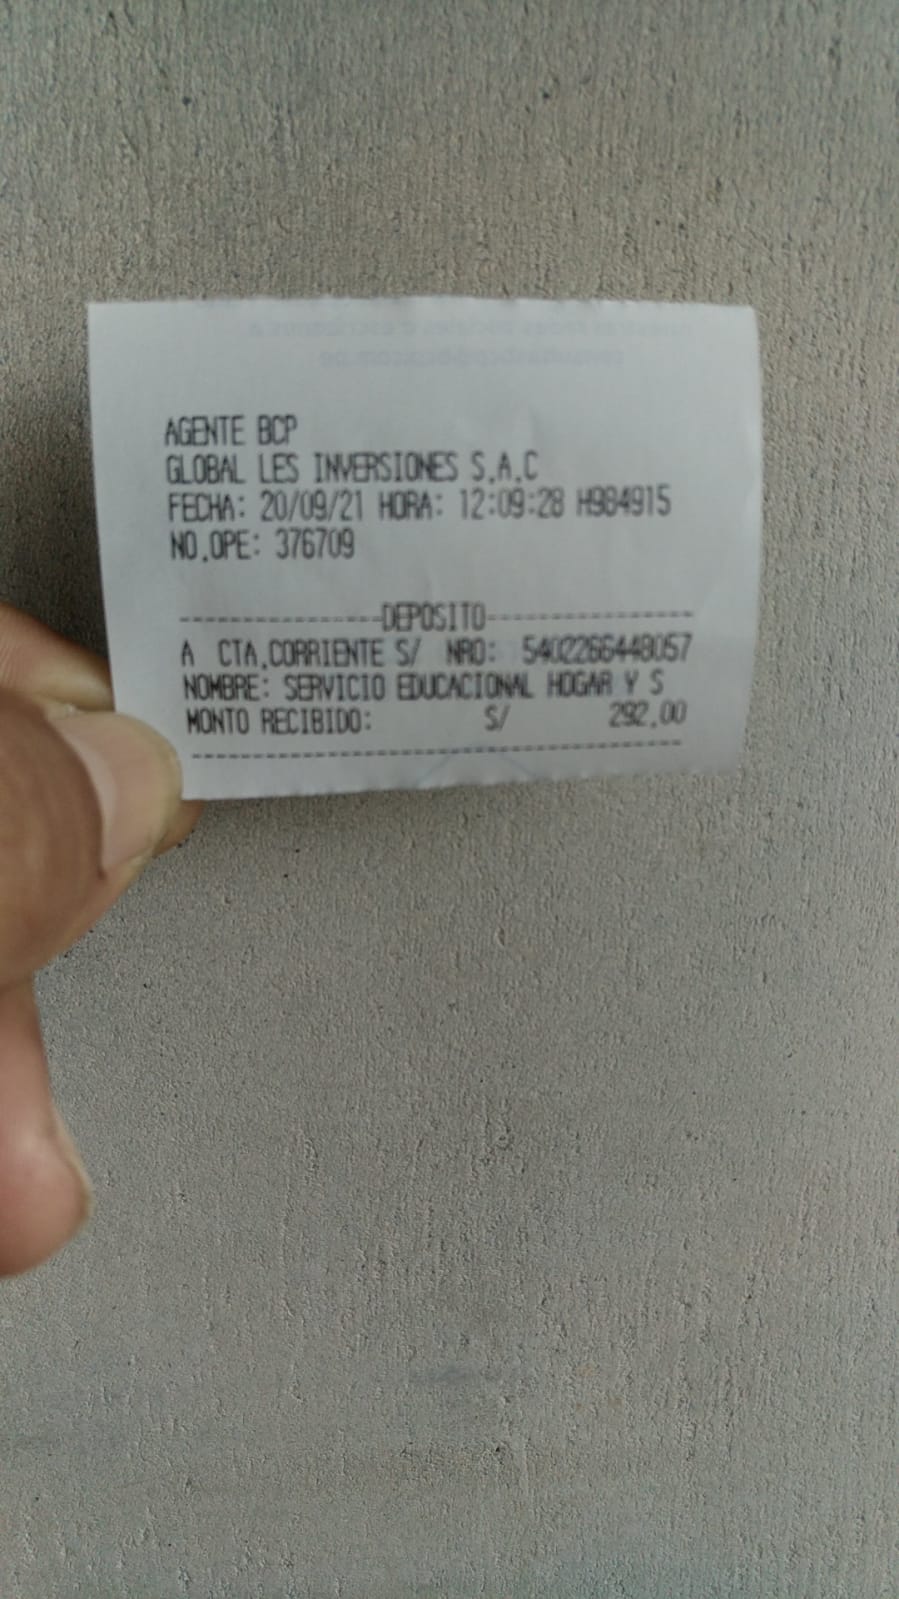 AGENTE BCP
GLOBAL LES INVERSIONES S.A.C
FECHA: 20/09/21 HORA: 12:09:28 H984915
NO.OPE: 376709
-----------------DEPOSITO-----------------
A CTA.CORRIENTE S/ NRO: 5402266448057
NOMBRE: SERVICIO EDUCACIONAL HOGAR Y S
MONTO RECIBIDO: S/ 292.00